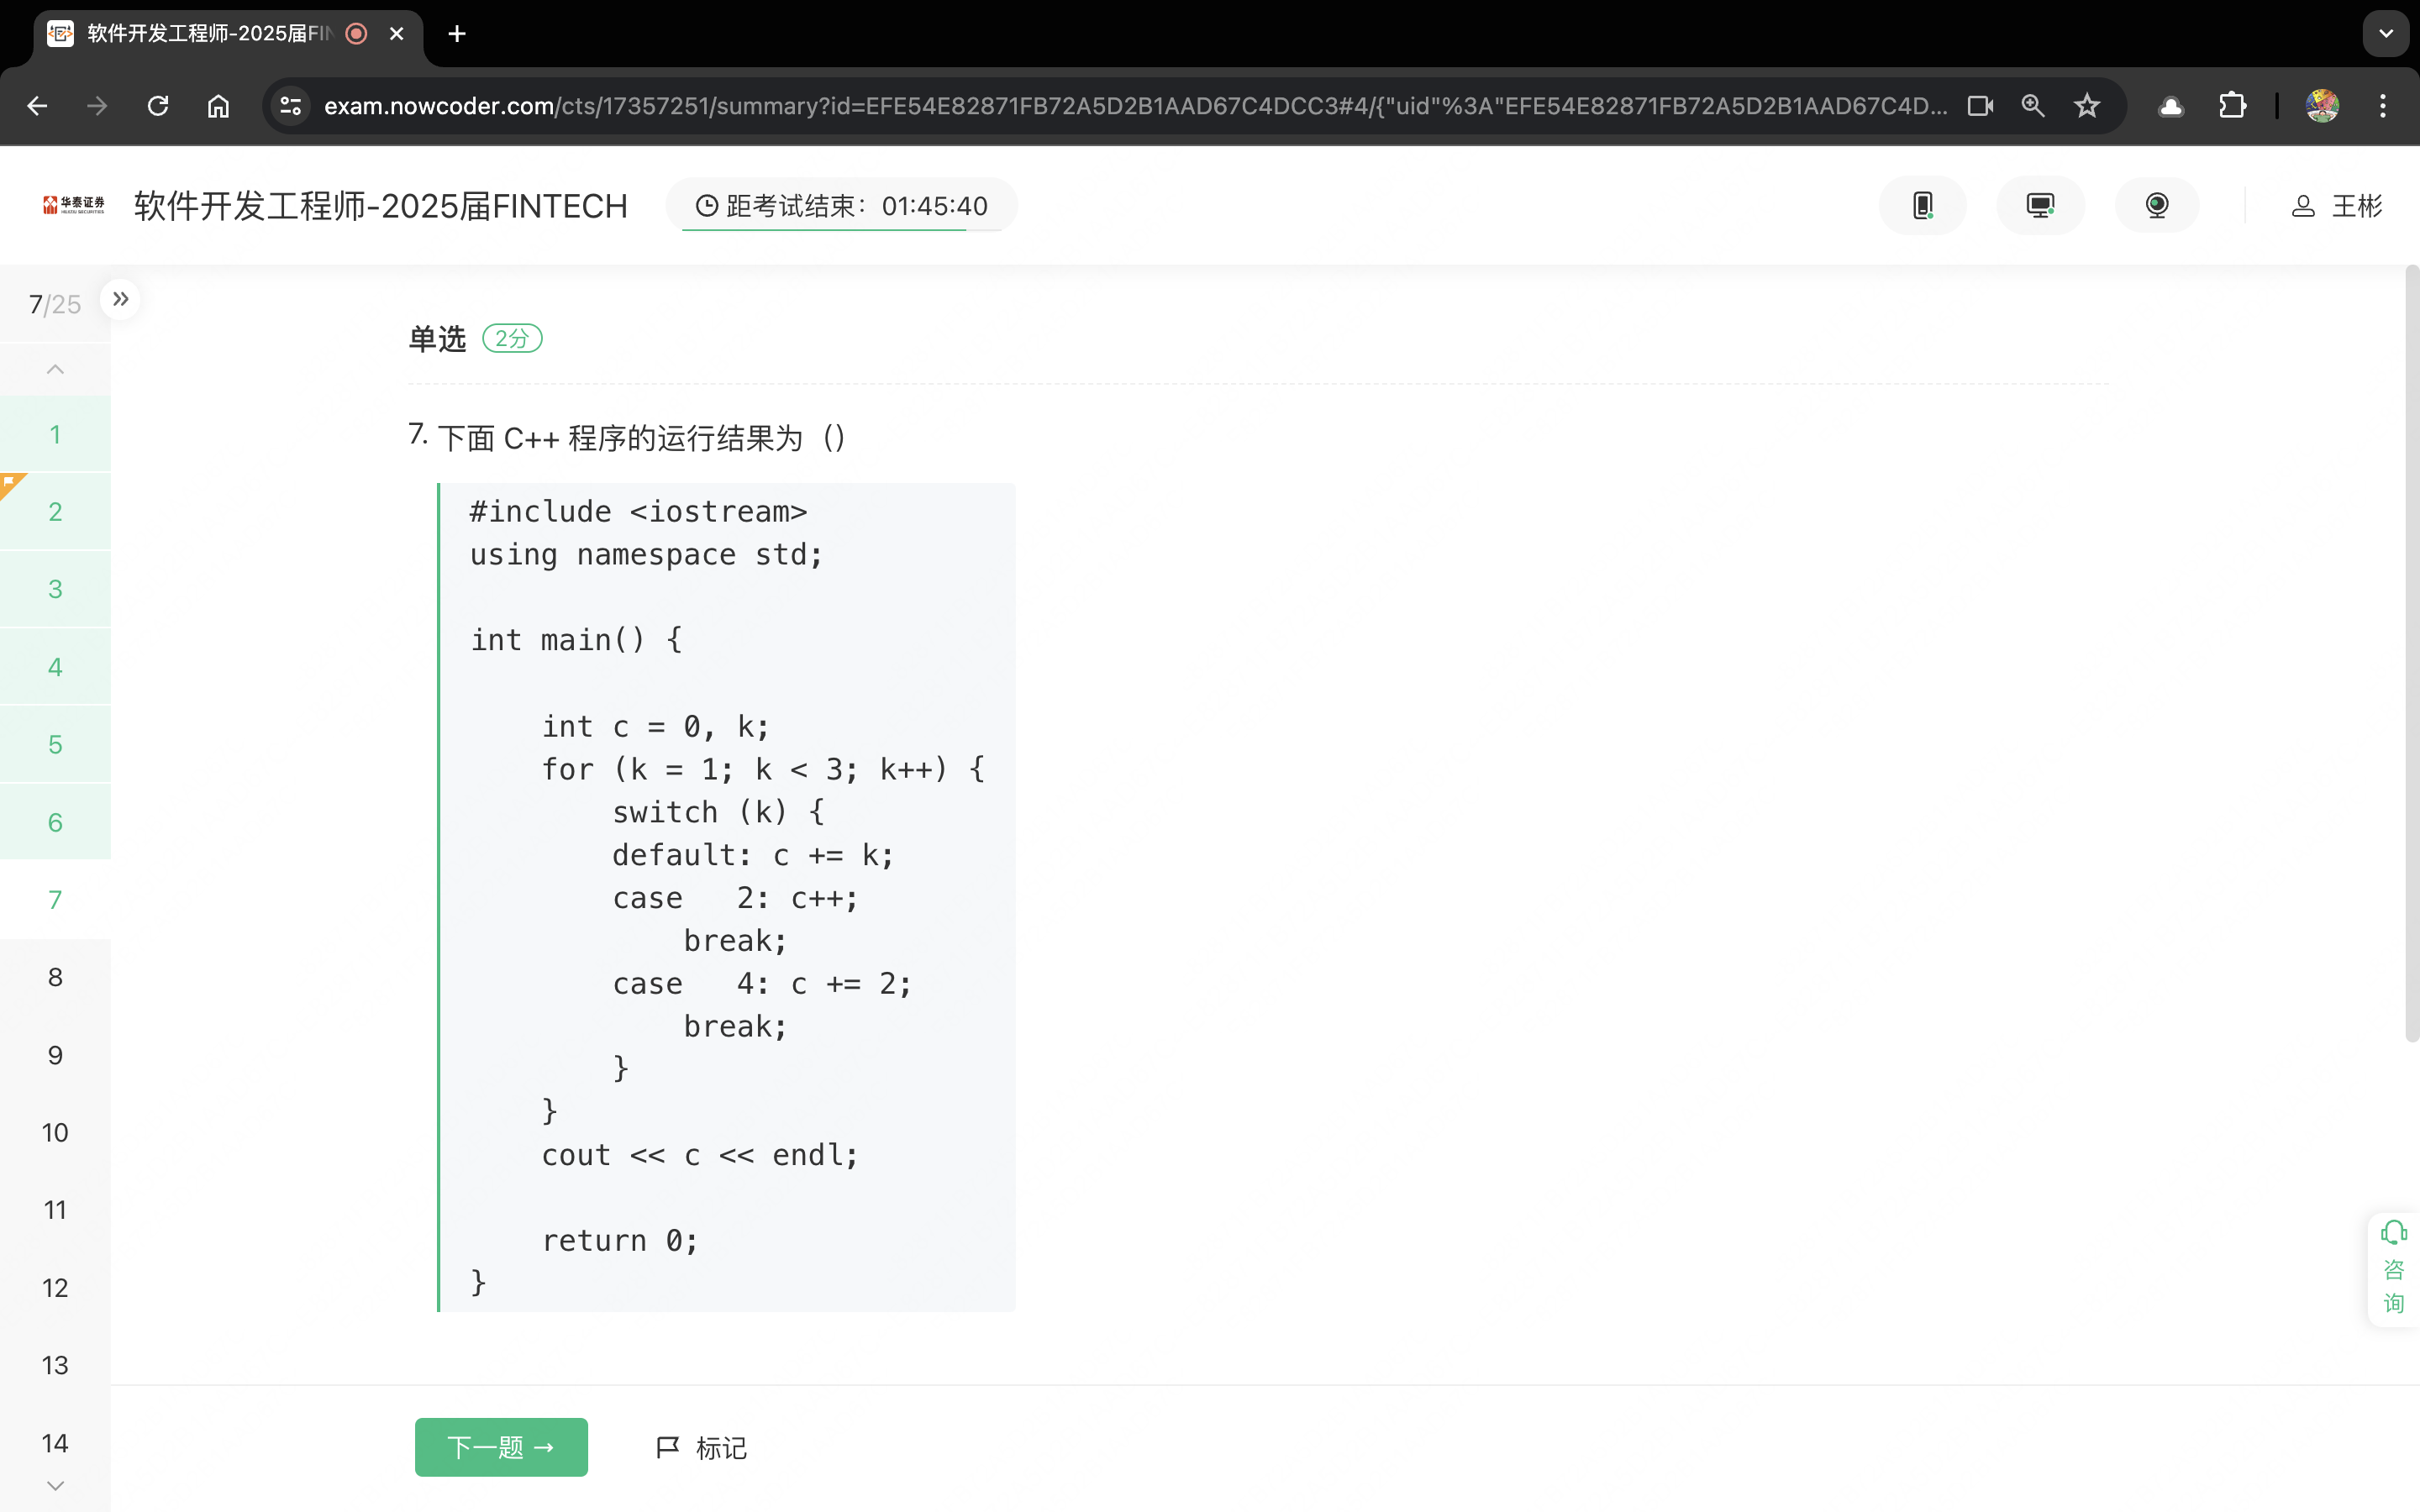 软件开发工程师-2025届FIN
exam.nowcoder.com/cts/17357251/summary?id=EFE54E82871FB72A5D2B1AAD67C4DCC3#4/{"uid"%3A"EFE54E82871FB72A5D2B1AAD67C4D...
华泰证券
HUATAI SECURITIES
软件开发工程师-2025届FINTECH
距考试结束：01:45:40
王彬
7/25
单选 2分
7. 下面 C++ 程序的运行结果为（）
#include <iostream>
using namespace std;
int main() {
    int c = 0, k;
    for (k = 1; k < 3; k++) {
        switch (k) {
        default: c += k;
        case   2: c++;
            break;
        case   4: c += 2;
            break;
        }
    }
    cout << c << endl;
    return 0;
}
1
2
3
4
5
6
7
8
9
10
11
12
13
14
咨
询
下一题 →
标记